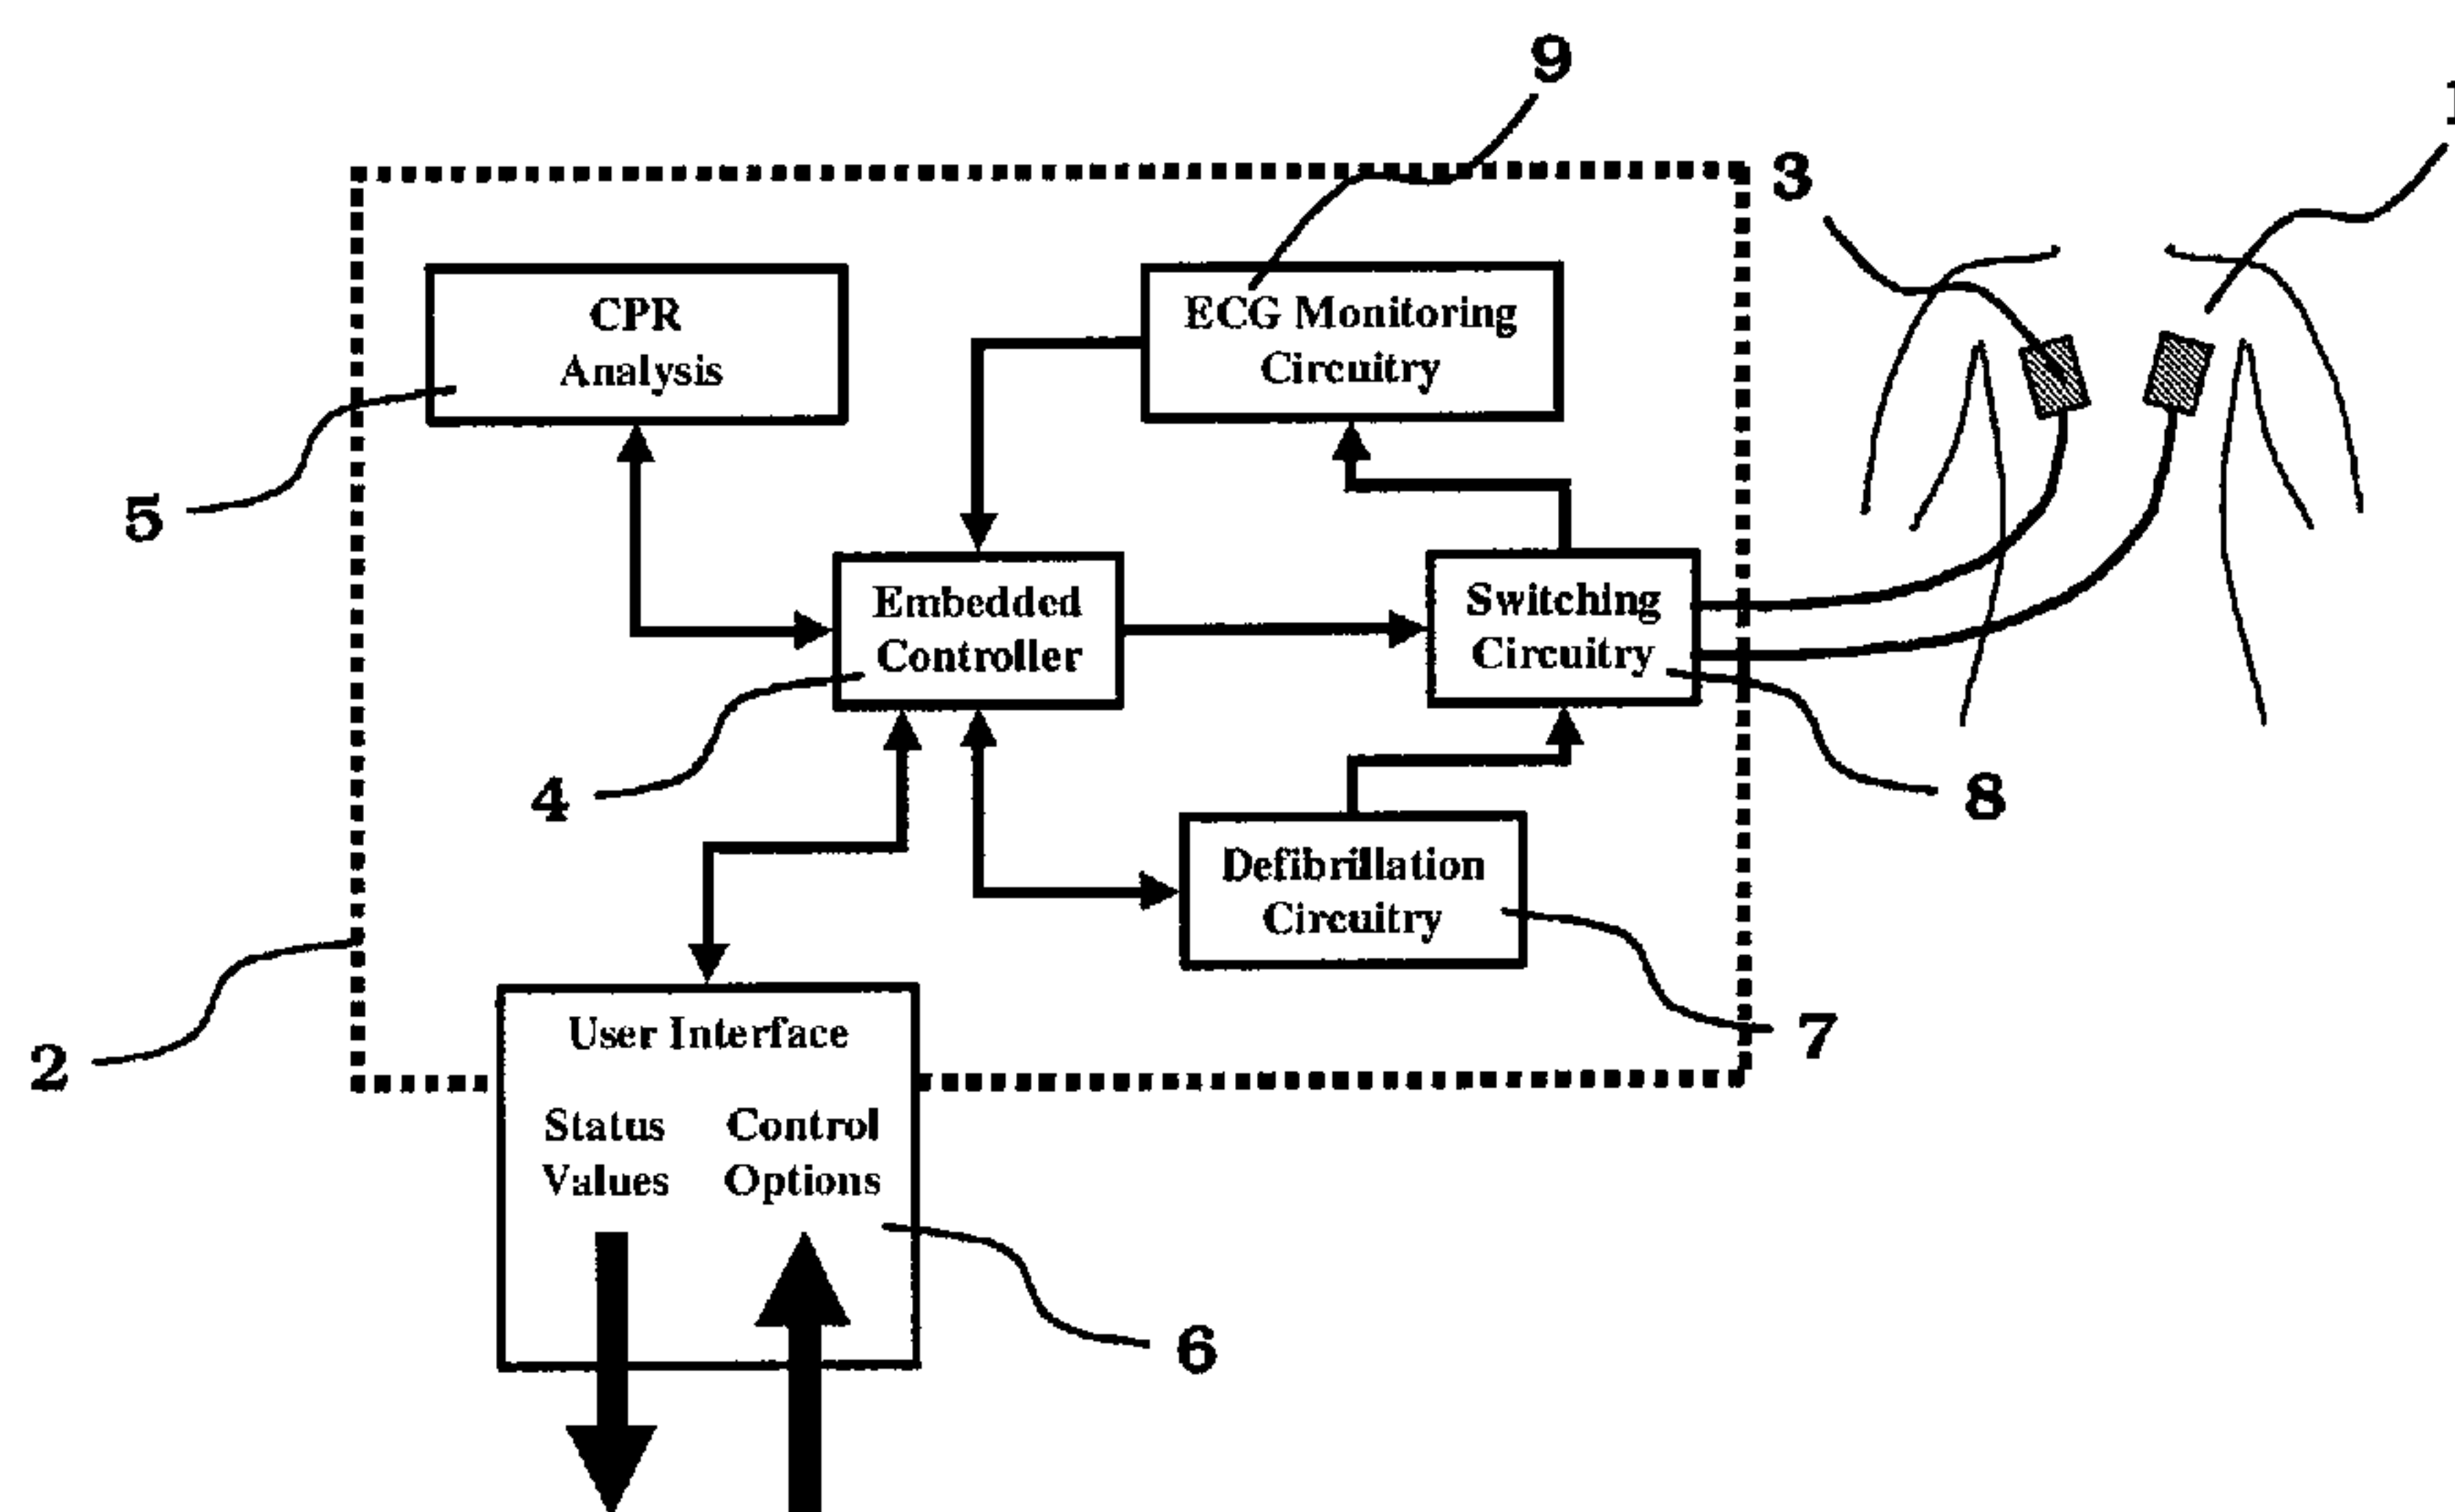 9
1
3
CPR
Analysis
ECG Monitoring
Circuitry
5
Embedded
Controller
Switching
Circuitry
4
8
Defibrillation
Circuitry
2
7
User Interface
Status Values
Control Options
6